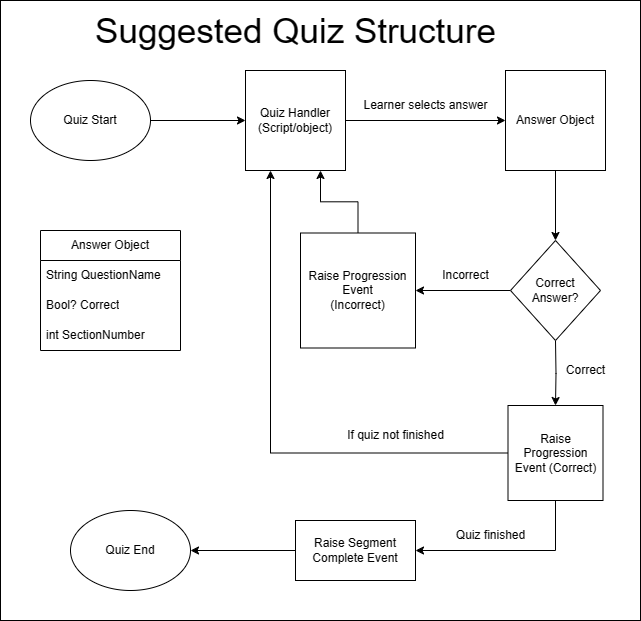 Suggested Quiz Structure
Quiz Start
Quiz Handler
(Script/object)
Learner selects answer
Answer Object
Answer Object
String QuestionName
Bool? Correct
int SectionNumber
Raise Progression
Event
(Incorrect)
Incorrect
Correct
Answer?
Correct
If quiz not finished
Raise
Progression
Event (Correct)
Quiz finished
Raise Segment
Complete Event
Quiz End